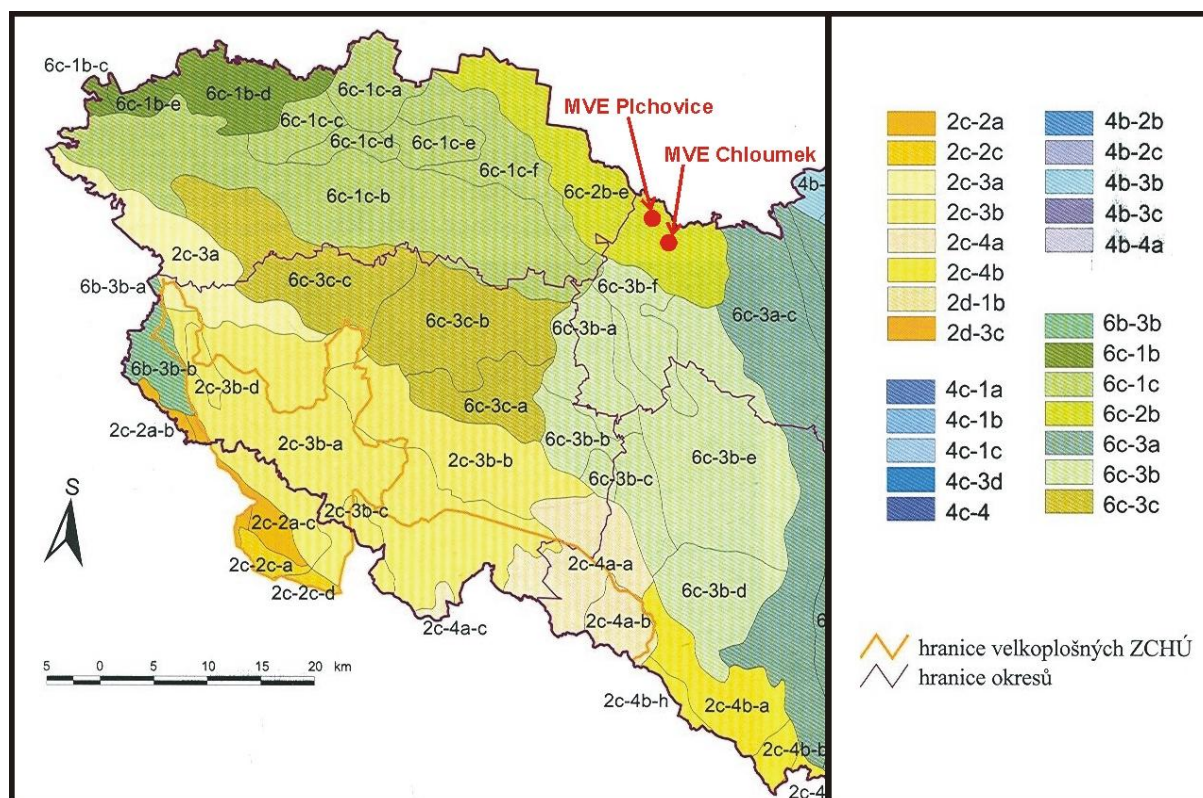 6c-1b-c
6c-1b-e
6c-1b-d
6c-1c-a
6c-1c-c
6c-1c-d
6c-1c-e
6c-1c-f
6c-1c-b
MVE Plchovice
MVE Chloumek
6c-2b-e
4b-
2c-3a
6c-3c-c
6c-3b-f
6b-3b-a
6c-3c-b
6c-3b-a
6c-3a-c
6b-3b-b
2c-3b-d
6c-3c-a
2c-2a-b
2c-3b-a
2c-3b-b
6c-3b-b
6c-3b-e
6c-3b-c
S
2c-3b-c
2c-2a-c
2c-2c-a
2c-2c-d
2c-4a-a
6c-3b-d
2c-4a-b
2c-4a-c
6
5 0 5 10 15 20 km
2c-4b-h
2c-4b-a
2c-4b-b
2c-4
2c-2a
2c-2c
2c-3a
2c-3b
2c-4a
2c-4b
2d-1b
2d-3c
4c-1a
4c-1b
4c-1c
4c-3d
4c-4
4b-2b
4b-2c
4b-3b
4b-3c
4b-4a
6b-3b
6c-1b
6c-1c
6c-2b
6c-3a
6c-3b
6c-3c
hranice velkoplošných ZCHÚ
hranice okresů